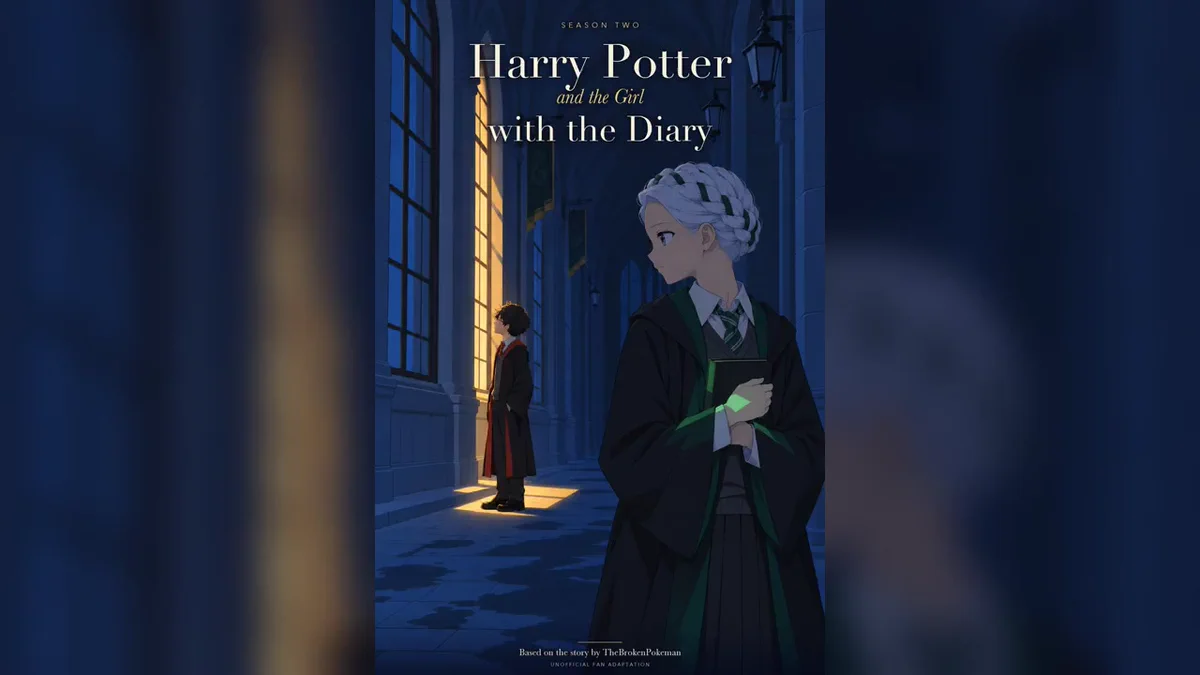 SEASON TWO
Harry Potter
and the Girl
with the Diary
Based on the story by TheBrokenPokeman
UNOFFICIAL FAN ADAPTATION